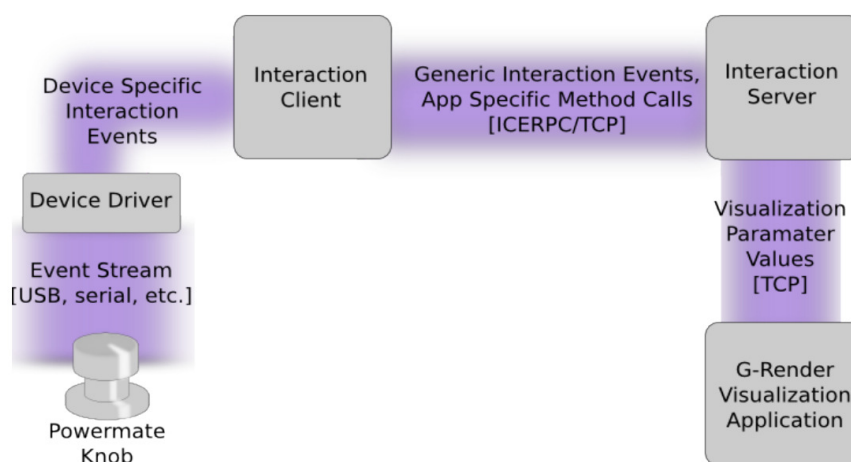 Device Specific
Interaction
Events
Interaction
Client
Generic Interaction Events,
App Specific Method Calls
[ICERPC/TCP]
Interaction
Server
Device Driver
Event Stream
[USB, serial, etc.]
Powermate
Knob
Visualization
Paramater
Values
[TCP]
G-Render
Visualization
Application